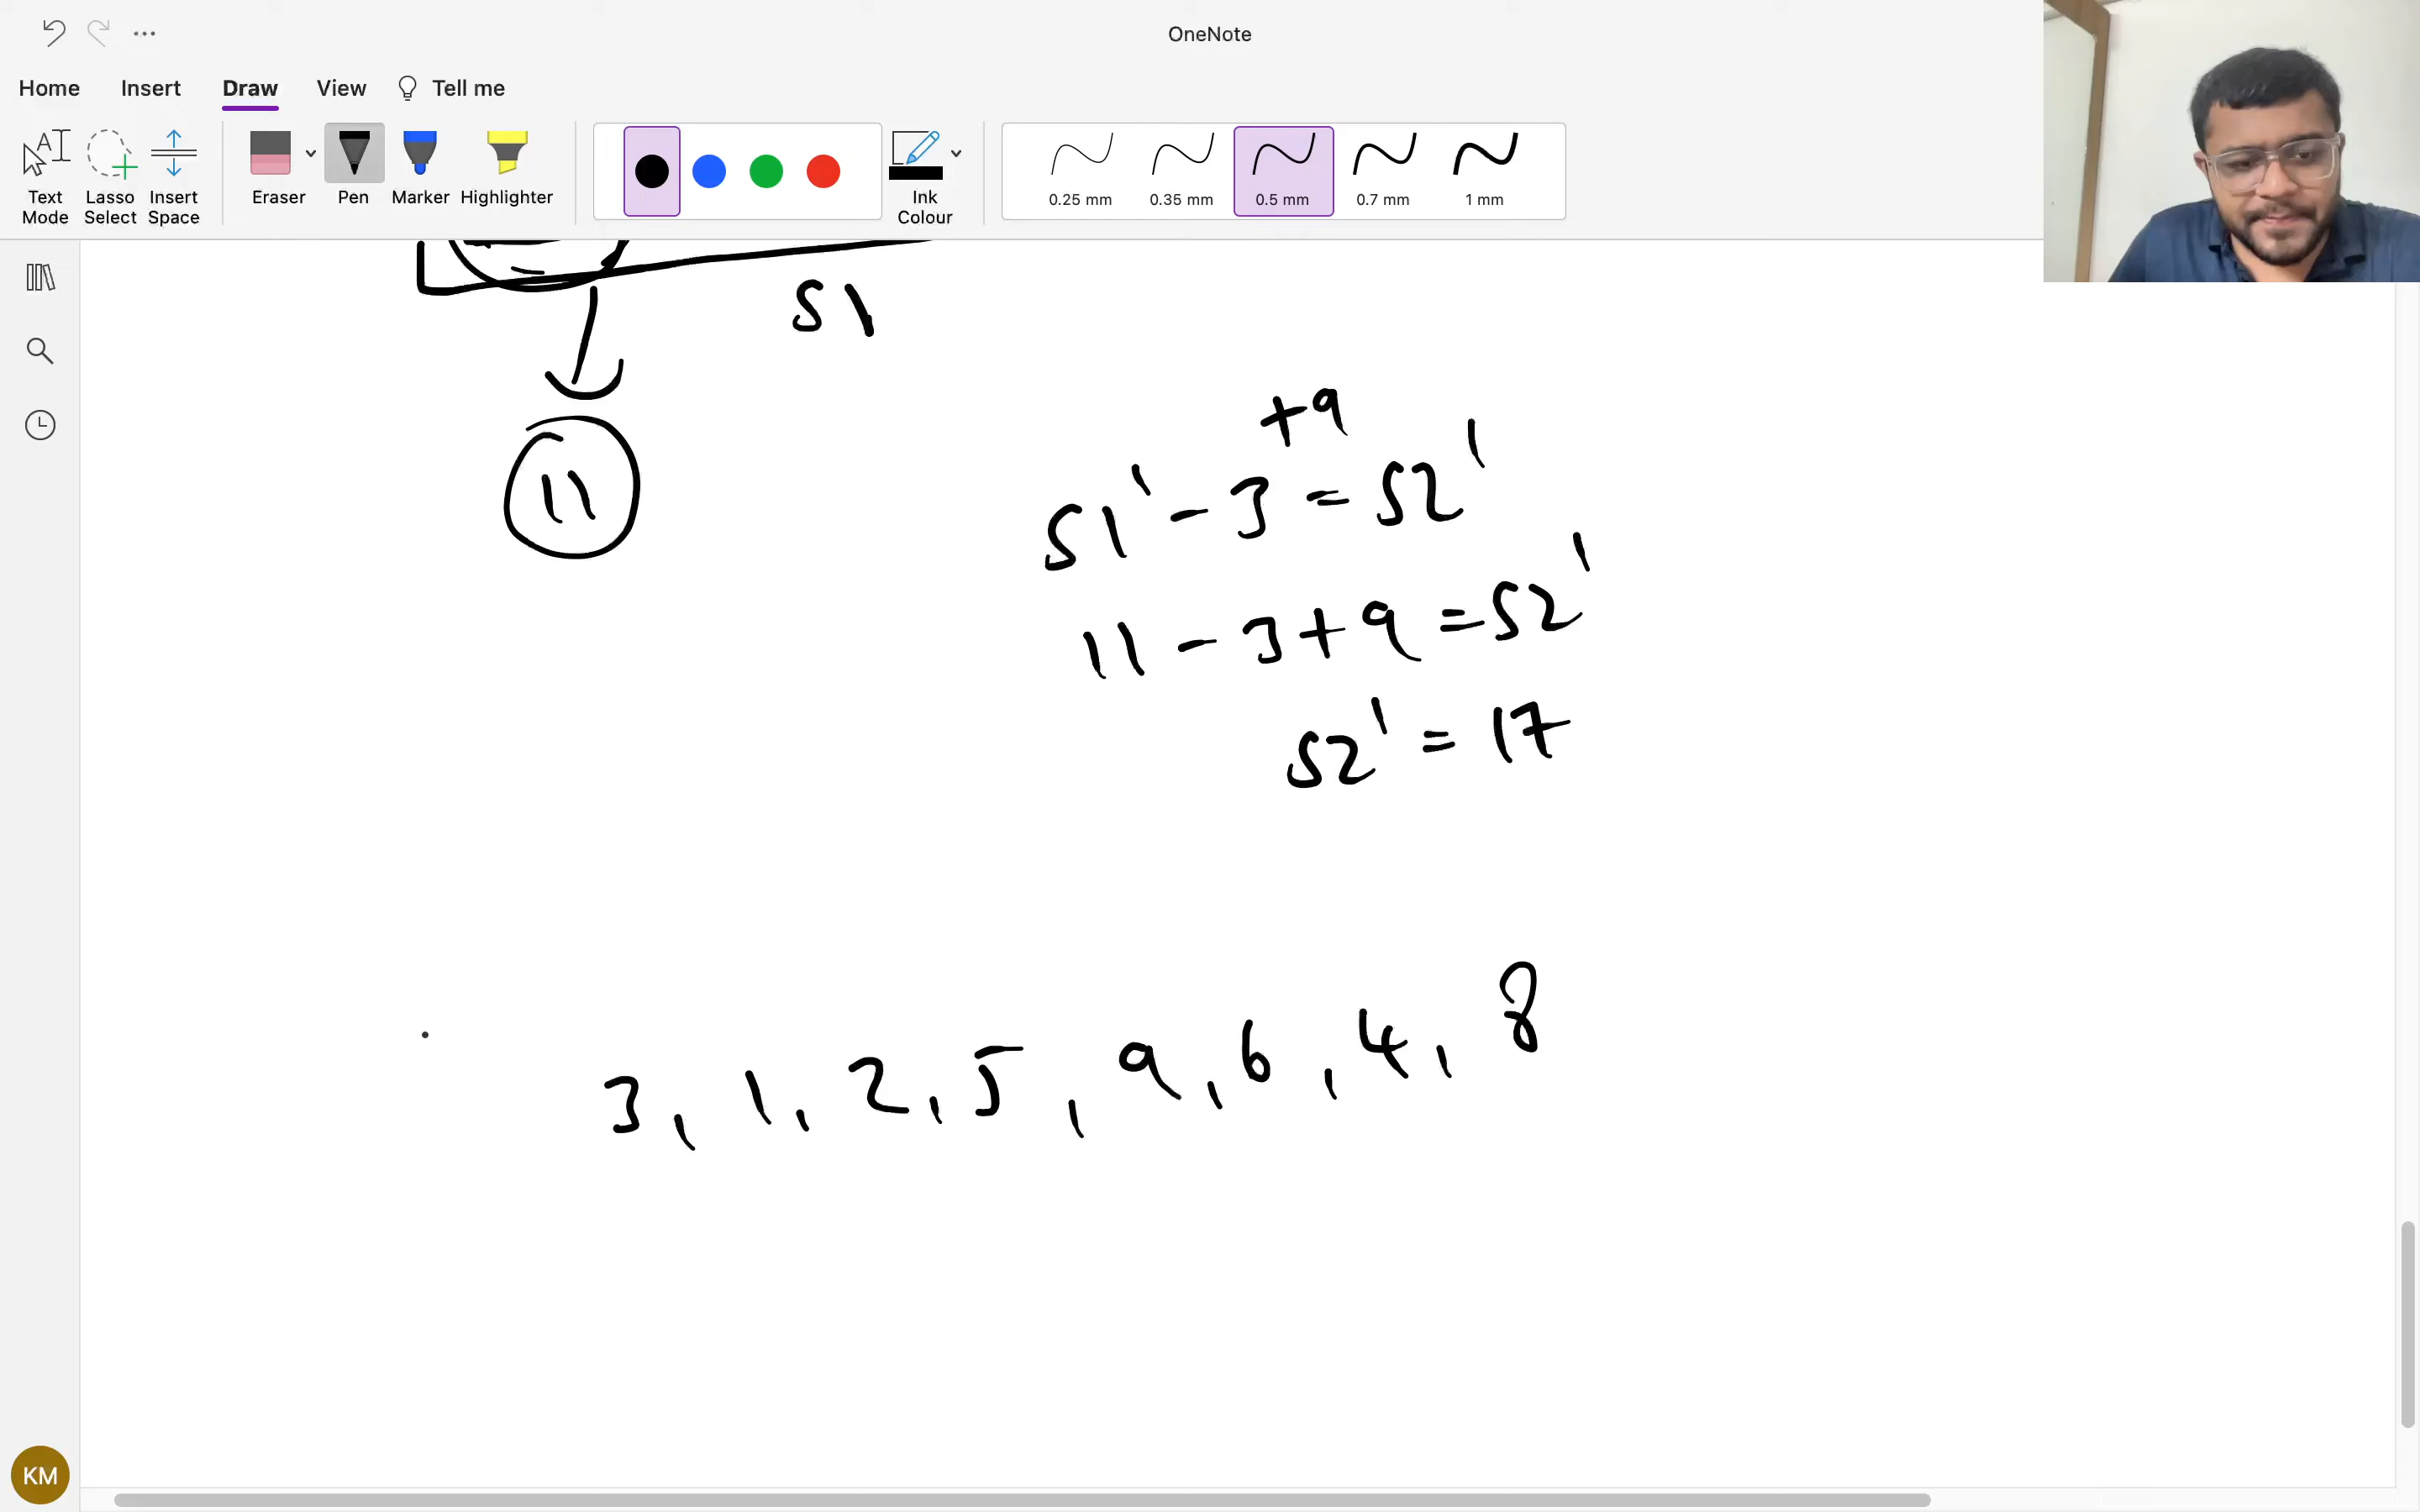 OneNote
Home Insert Draw View Tell me
Text Mode
Lasso Select
Insert Space
Eraser
Pen
Marker
Highlighter
Ink Colour
0.25 mm
0.35 mm
0.5 mm
0.7 mm
1 mm
S1
11
+9
S1' - 3 = S2'
11 - 3 + 9 = S2'
S2' = 17
3, 1, 2, 5, 9, 6, 4, 8
KM